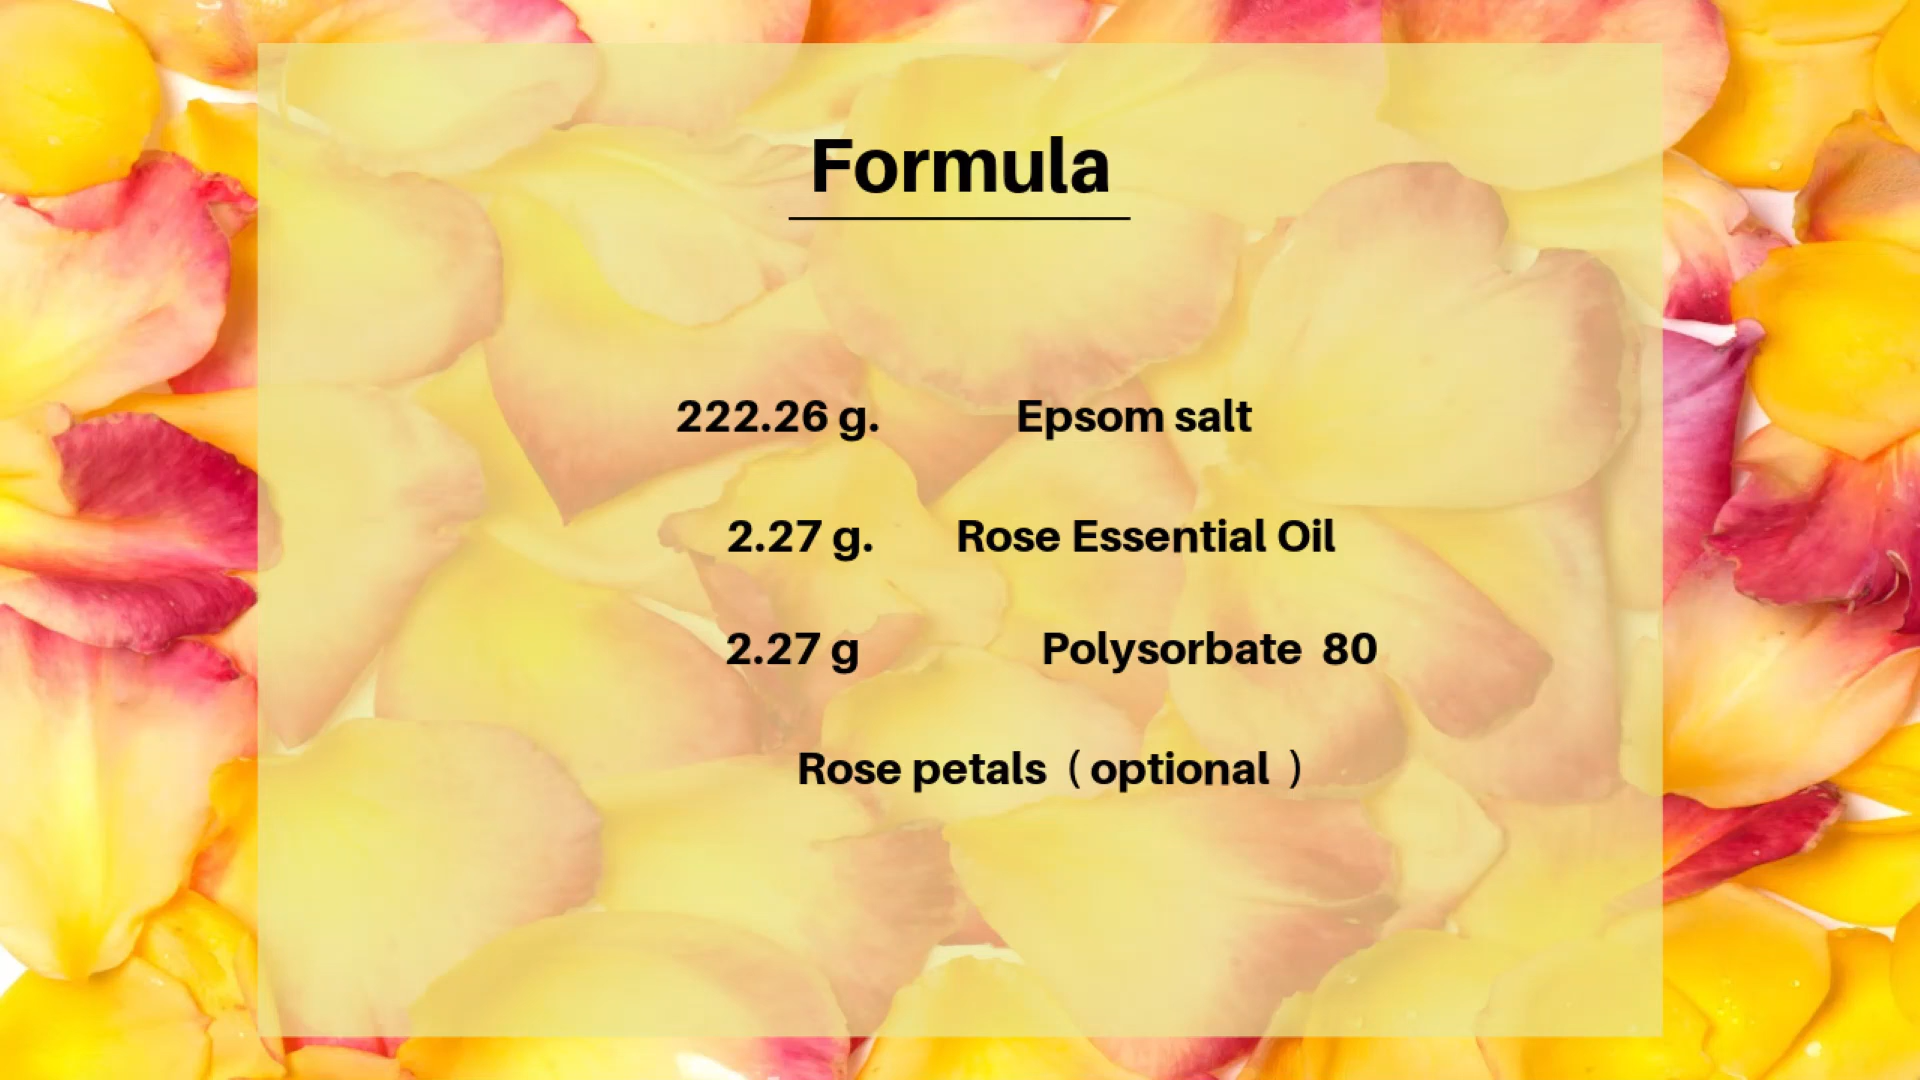 Formula
222.26 g. Epsom salt
2.27 g. Rose Essential Oil
2.27 g Polysorbate 80
Rose petals ( optional )